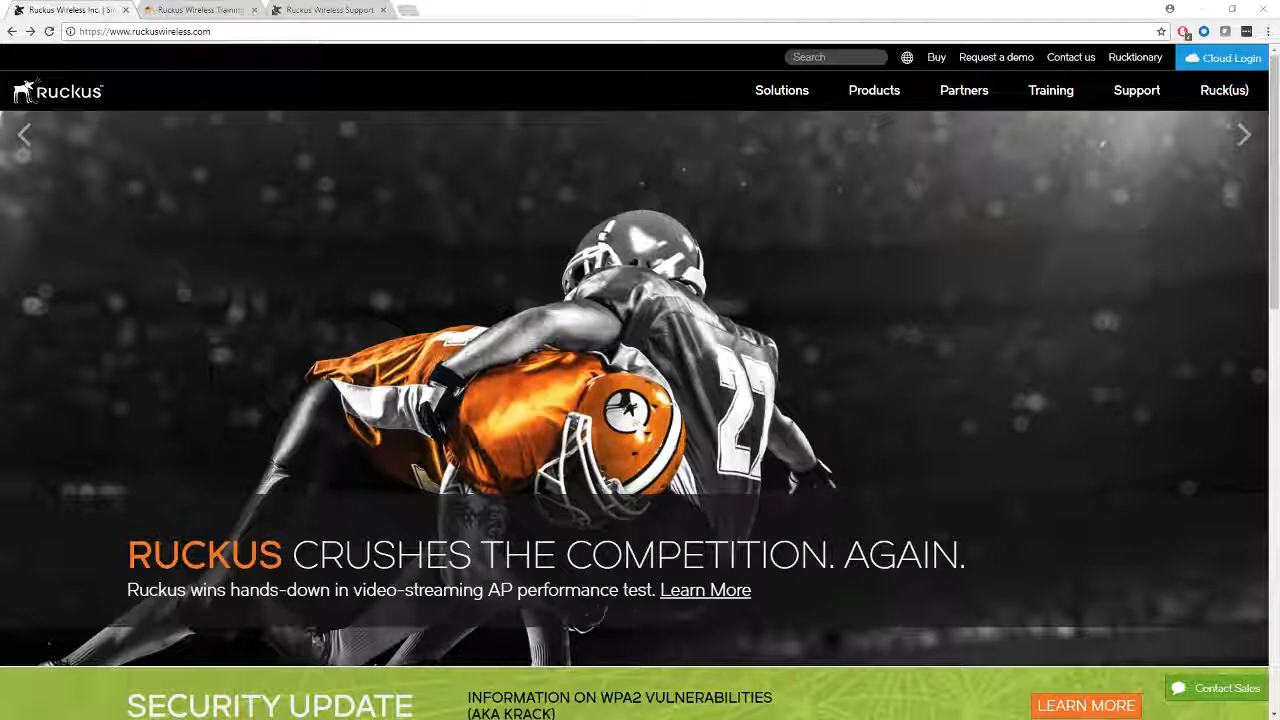 Ruckus Wireless Inc. | Si
Ruckus Wireless Training
Ruckus Wireless Support
https://www.ruckuswireless.com
Search
Buy
Request a demo
Contact us
Rucktionary
Cloud Login
Ruckus
Solutions
Products
Partners
Training
Support
Ruck(us)
27
RUCKUS CRUSHES THE COMPETITION. AGAIN.
Ruckus wins hands-down in video-streaming AP performance test. Learn More
SECURITY UPDATE
INFORMATION ON WPA2 VULNERABILITIES
(AKA KRACK)
LEARN MORE
Contact Sales